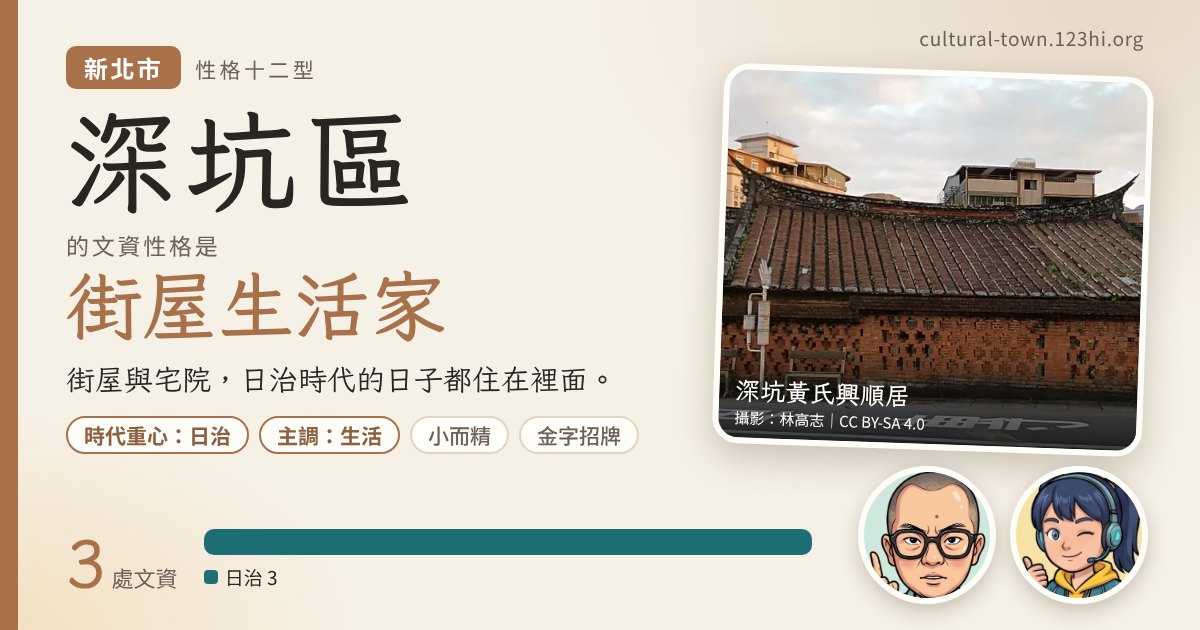 cultural-town.123hi.org
新北市 性格十二型
深坑區
的文資性格是
街屋生活家
街屋與宅院，日治時代的日子都住在裡面。
時代重心：日治 主調：生活 小而精 金字招牌
深坑黃氏興順居
攝影：林高志｜CC BY-SA 4.0
3 處文資
日治 3